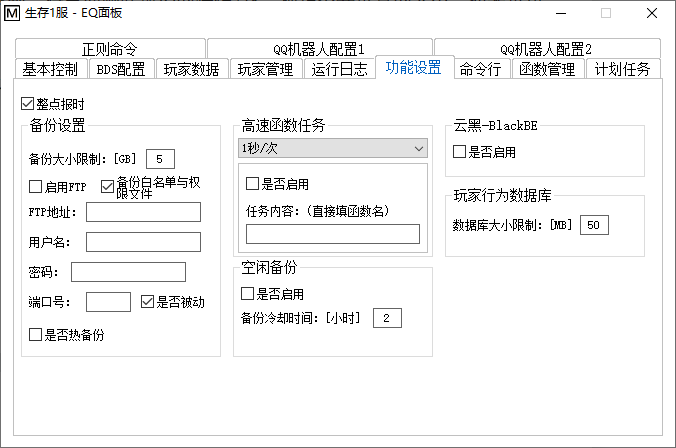 M 生存1服 - EQ面板
正则命令 QQ机器人配置1 QQ机器人配置2
基本控制 BDS配置 玩家数据 玩家管理 运行日志 功能设置 命令行 函数管理 计划任务
整点报时
备份设置
备份大小限制：[GB] 5
启用FTP 备份白名单与权
限文件
FTP地址：
用户名：
密码：
端口号： 是否被动
是否热备份
高速函数任务
1秒/次
是否启用
任务内容：(直接填函数名)
空闲备份
是否启用
备份冷却时间：[小时] 2
云黑-BlackBE
是否启用
玩家行为数据库
数据库大小限制：[MB] 50